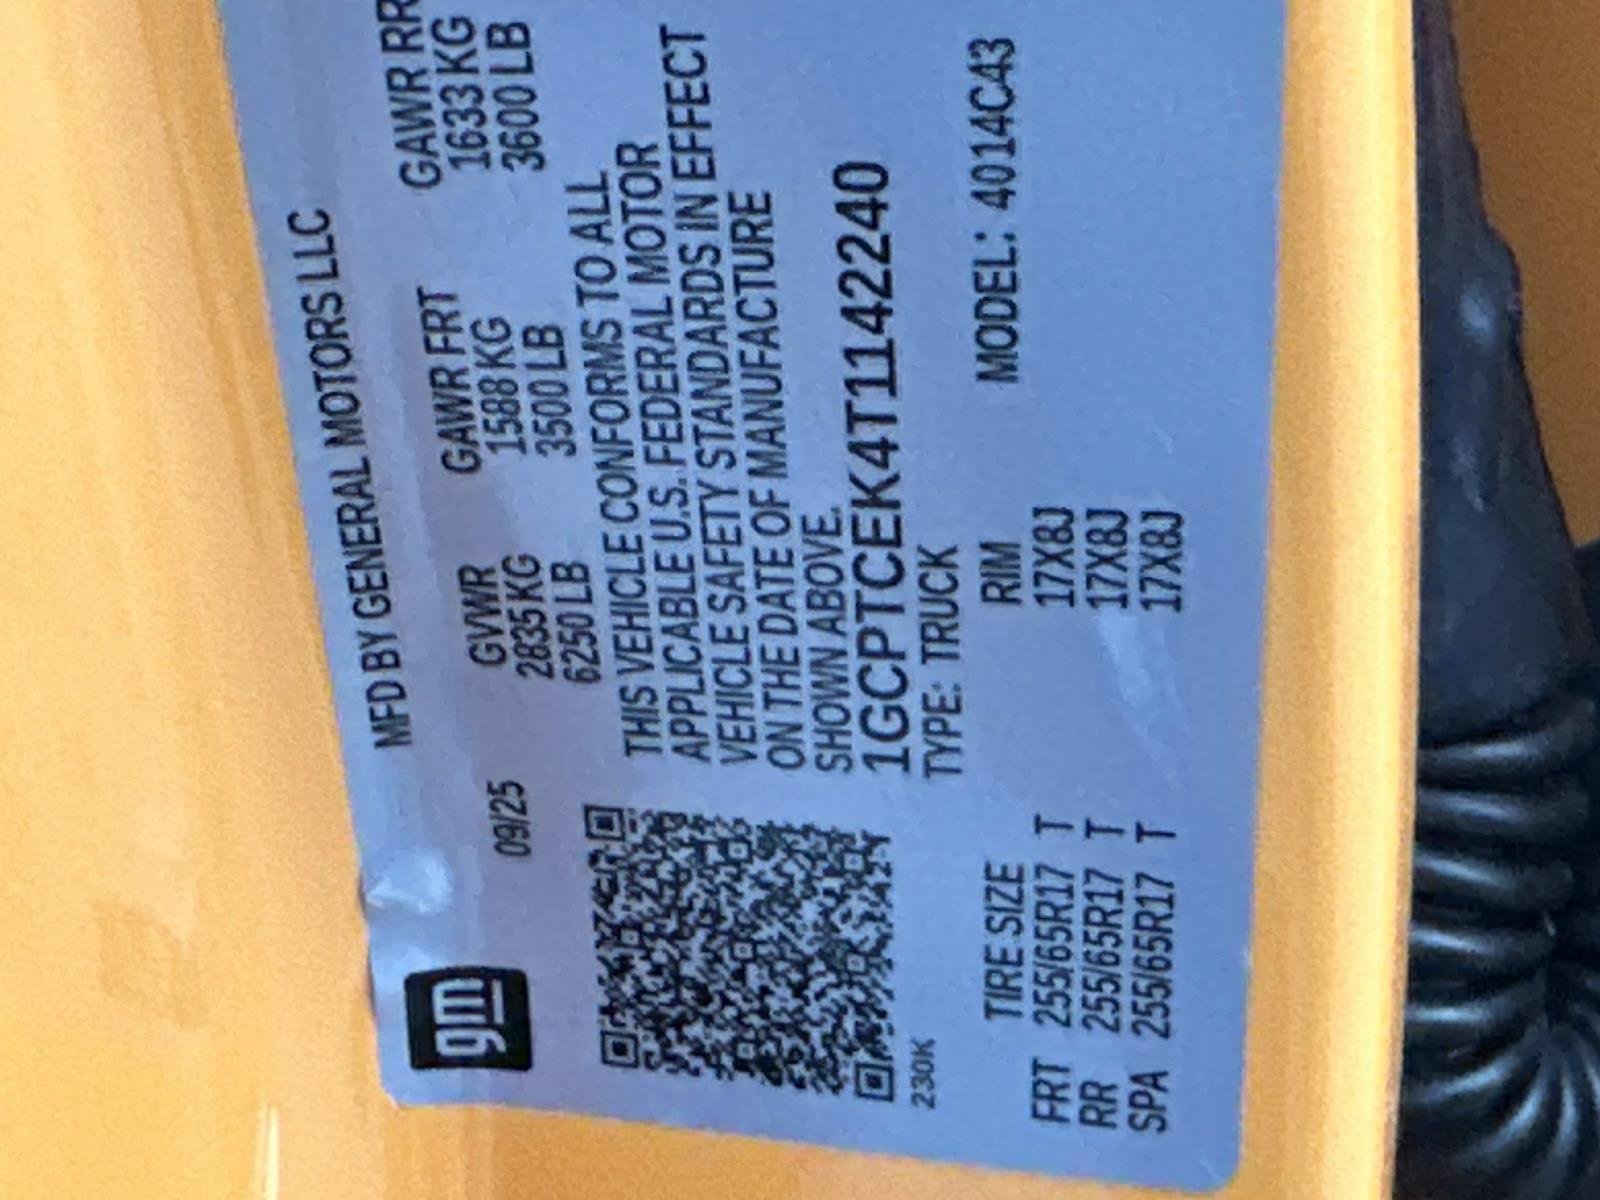 gm
MFD BY GENERAL MOTORS LLC
09/25 GVWR GAWR FRT GAWR RR
2835 KG 1588 KG 1633 KG
6250 LB 3500 LB 3600 LB
THIS VEHICLE CONFORMS TO ALL
APPLICABLE U.S. FEDERAL MOTOR
VEHICLE SAFETY STANDARDS IN EFFECT
ON THE DATE OF MANUFACTURE
SHOWN ABOVE.
1GCPTCEK4T1142240
TYPE: TRUCK MODEL: 4014C43
230K
TIRE SIZE RIM
FRT 255/65R17 T 17X8J
RR 255/65R17 T 17X8J
SPA 255/65R17 T 17X8J